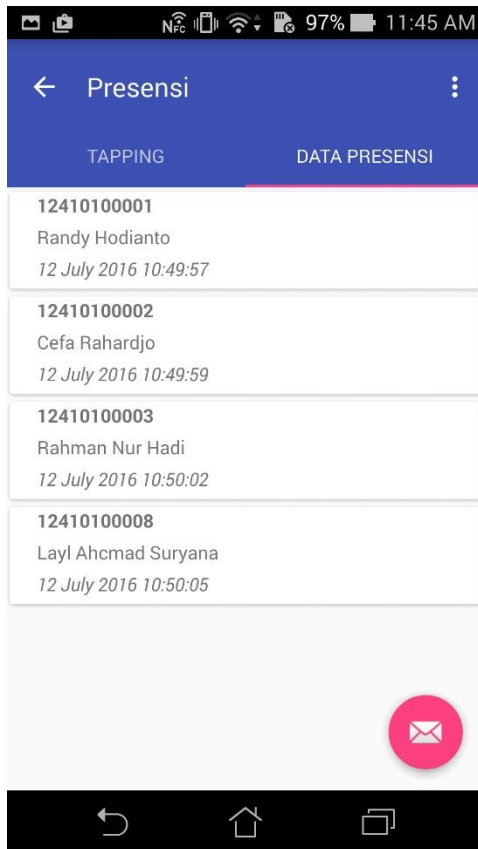 NFC 97% 11:45 AM
Presensi
TAPPING DATA PRESENSI
12410100001
Randy Hodianto
12 July 2016 10:49:57
12410100002
Cefa Rahardjo
12 July 2016 10:49:59
12410100003
Rahman Nur Hadi
12 July 2016 10:50:02
12410100008
Layl Ahcmad Suryana
12 July 2016 10:50:05